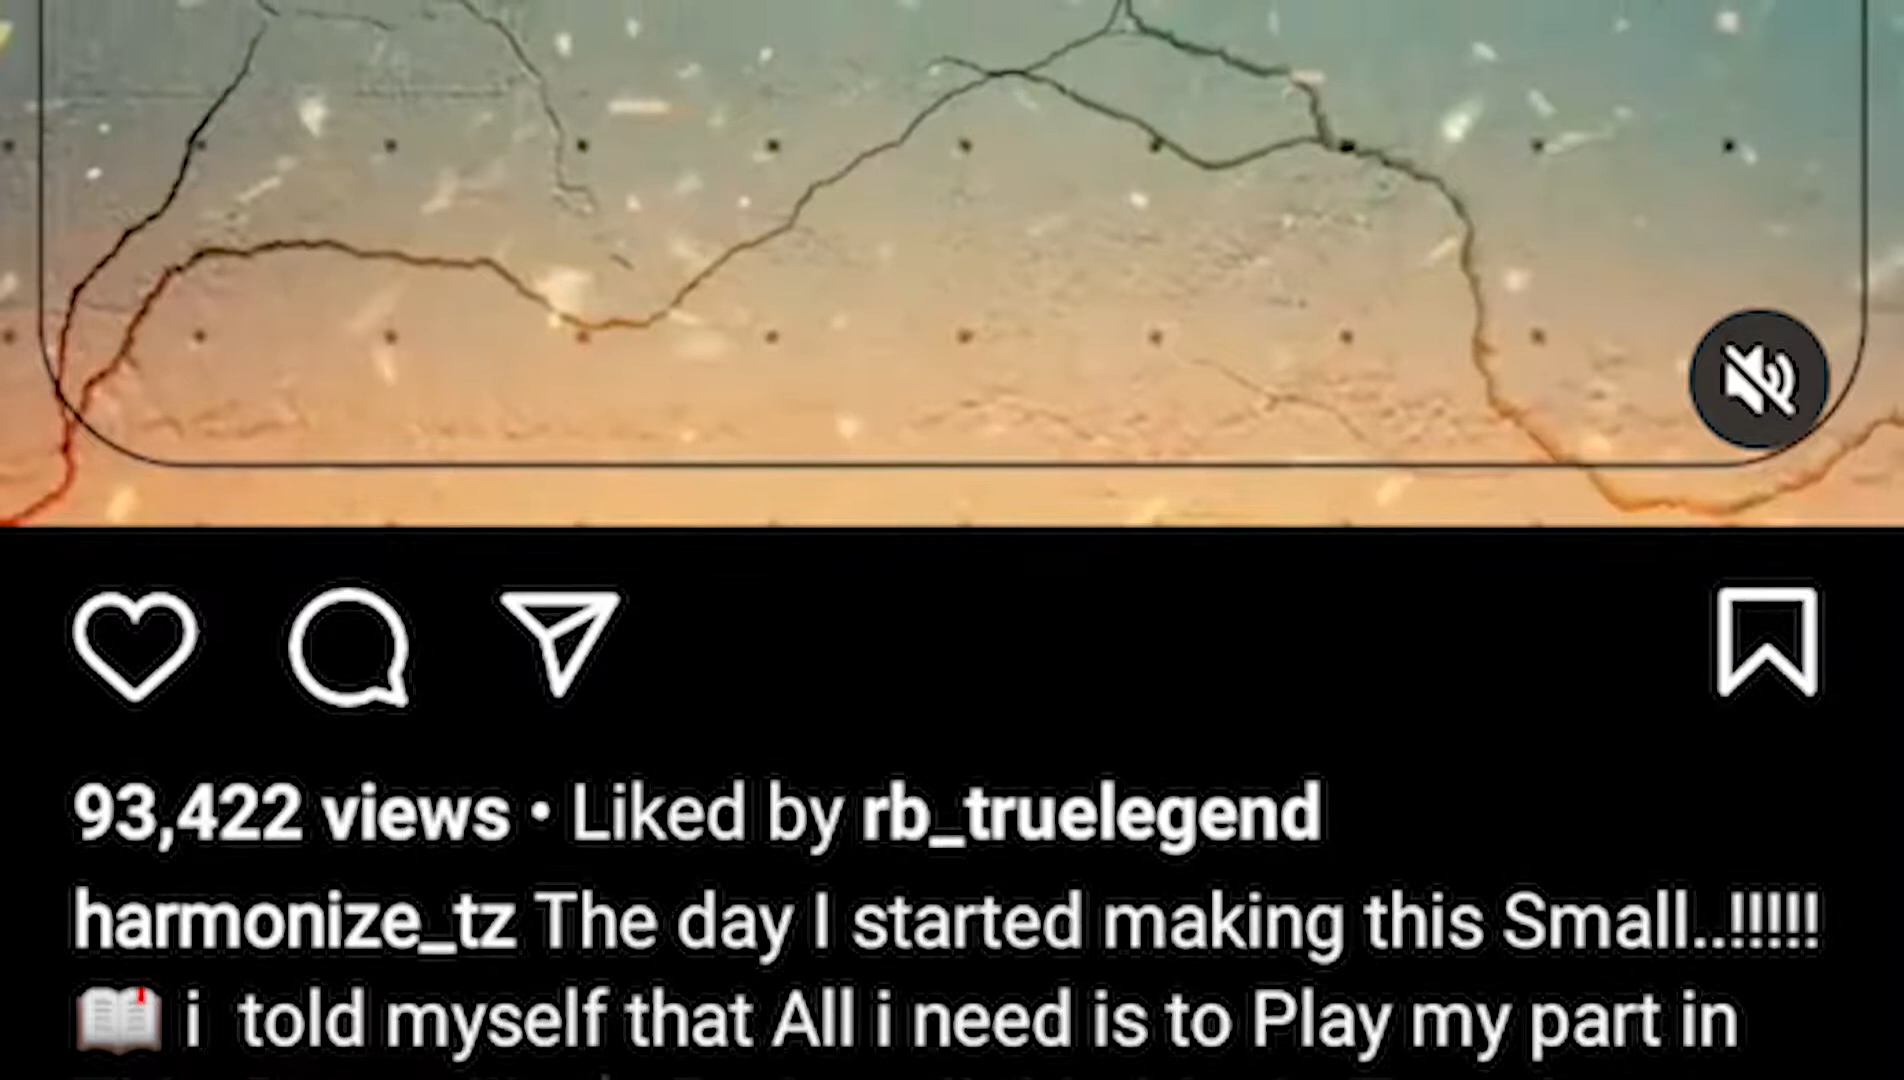 93,422 views • Liked by rb_truelegend
harmonize_tz The day I started making this Small..!!!!!
📖 i told myself that All i need is to Play my part in